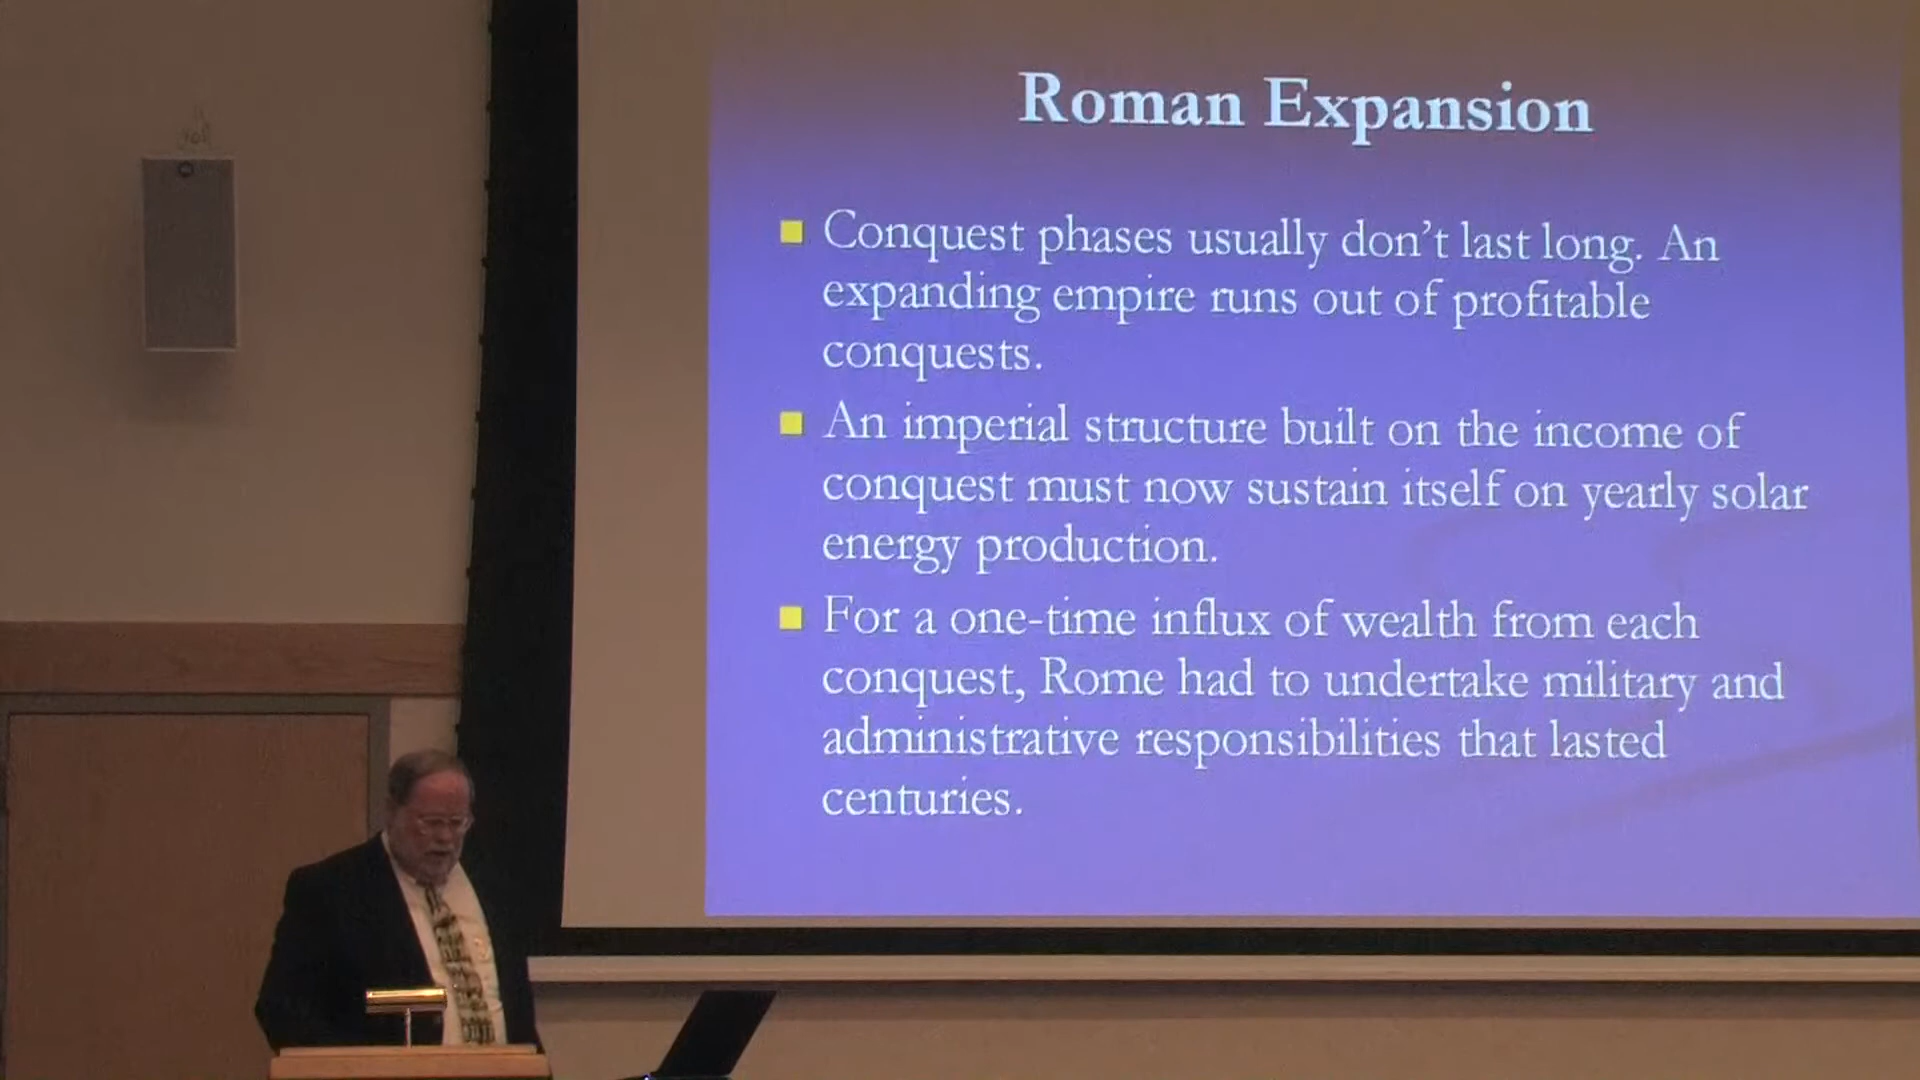 Roman Expansion
Conquest phases usually don't last long. An
expanding empire runs out of profitable
conquests.
An imperial structure built on the income of
conquest must now sustain itself on yearly solar
energy production.
For a one-time influx of wealth from each
conquest, Rome had to undertake military and
administrative responsibilities that lasted
centuries.